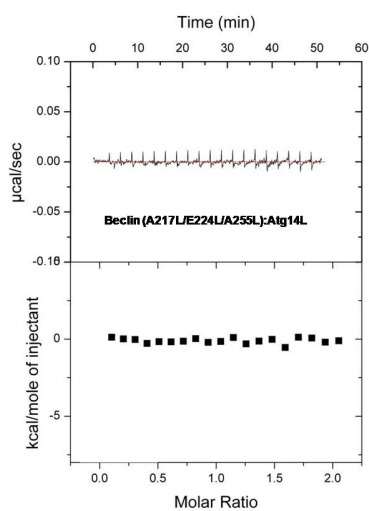 Time (min)
0 10 20 30 40 50 60
0.10
0.05
0.00
-0.05
μcal/sec
Beclin (A217L/E224L/A255L):Atg14L
0
-5
kcal/mole of injectant
0.0 0.5 1.0 1.5 2.0
Molar Ratio